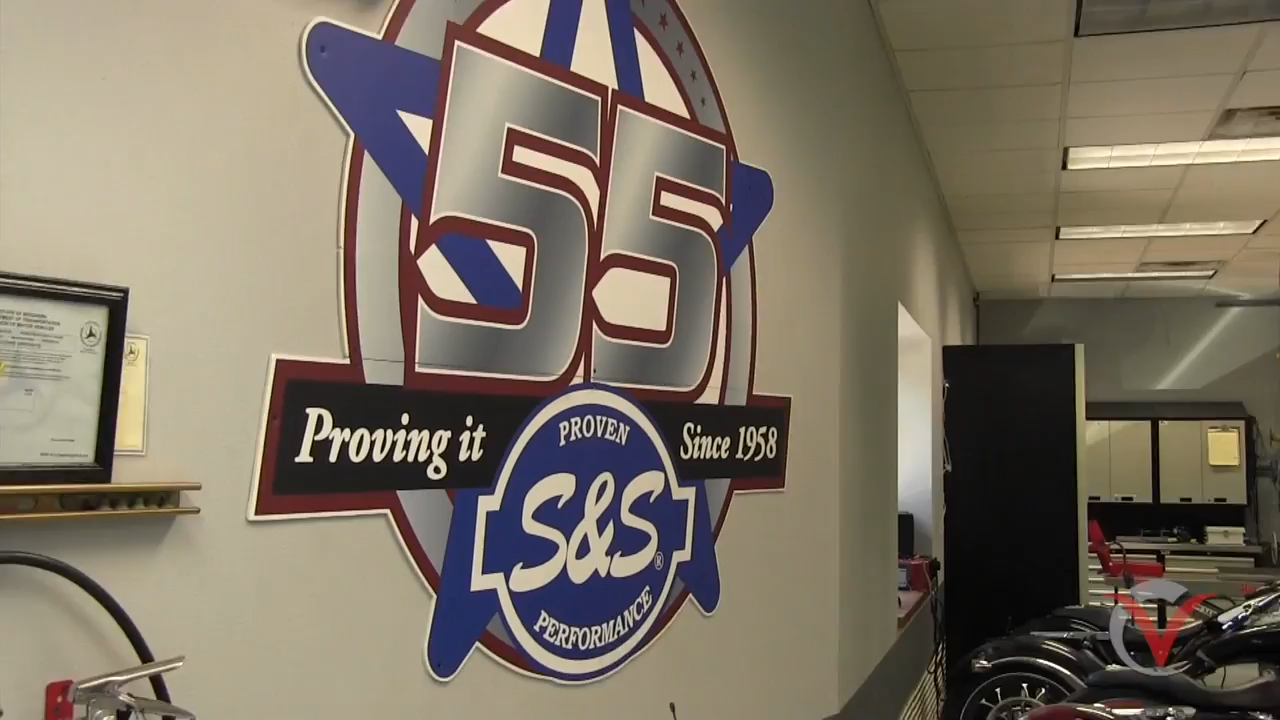 55
Proving it
Since 1958
PROVEN
S&S®
PERFORMANCE